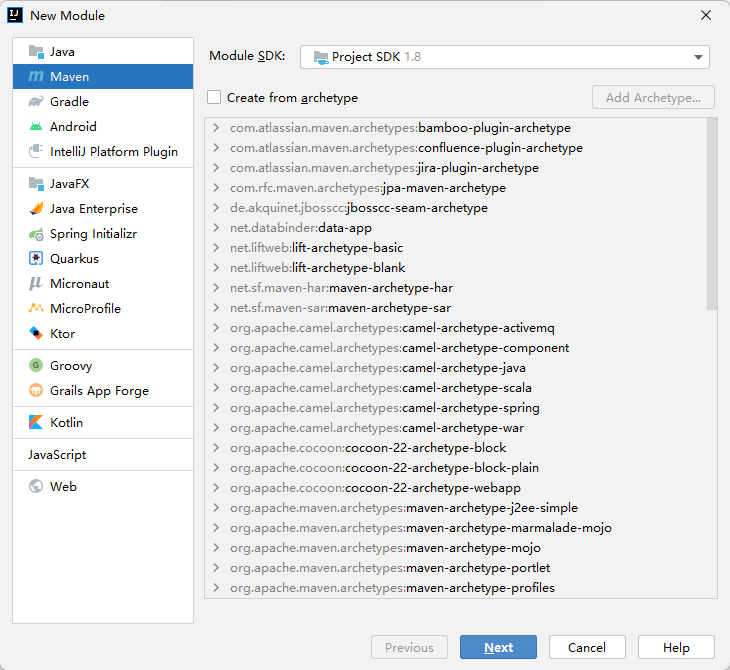 New Module
Java
Maven
Gradle
Android
IntelliJ Platform Plugin
JavaFX
Java Enterprise
Spring Initializr
Quarkus
Micronaut
MicroProfile
Ktor
Groovy
Grails App Forge
Kotlin
JavaScript
Web
Module SDK: Project SDK 1.8
Create from archetype
Add Archetype...
com.atlassian.maven.archetypes:bamboo-plugin-archetype
com.atlassian.maven.archetypes:confluence-plugin-archetype
com.atlassian.maven.archetypes:jira-plugin-archetype
com.rfc.maven.archetypes:jpa-maven-archetype
de.akquinet.jbosscc:jbosscc-seam-archetype
net.databinder:data-app
net.liftweb:lift-archetype-basic
net.liftweb:lift-archetype-blank
net.sf.maven-har:maven-archetype-har
net.sf.maven-sar:maven-archetype-sar
org.apache.camel.archetypes:camel-archetype-activemq
org.apache.camel.archetypes:camel-archetype-component
org.apache.camel.archetypes:camel-archetype-java
org.apache.camel.archetypes:camel-archetype-scala
org.apache.camel.archetypes:camel-archetype-spring
org.apache.camel.archetypes:camel-archetype-war
org.apache.cocoon:cocoon-22-archetype-block
org.apache.cocoon:cocoon-22-archetype-block-plain
org.apache.cocoon:cocoon-22-archetype-webapp
org.apache.maven.archetypes:maven-archetype-j2ee-simple
org.apache.maven.archetypes:maven-archetype-marmalade-mojo
org.apache.maven.archetypes:maven-archetype-mojo
org.apache.maven.archetypes:maven-archetype-portlet
org.apache.maven.archetypes:maven-archetype-profiles
Previous
Next
Cancel
Help